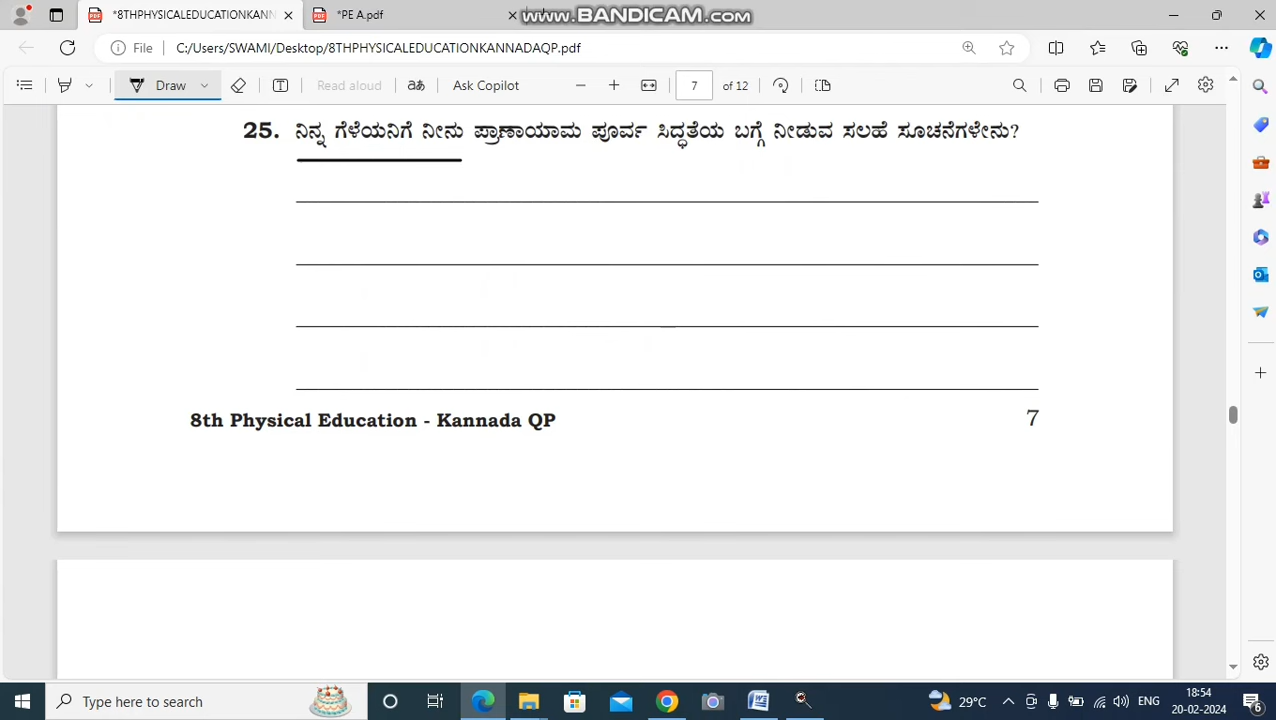 *8THPHYSICALEDUCATIONKANN
*PE A.pdf
WWW.BANDICAM.COM
File
C:/Users/SWAMI/Desktop/8THPHYSICALEDUCATIONKANNADAQP.pdf
Draw
Read aloud
Ask Copilot
7
of 12
25. ನಿನ್ನ ಗೆಳೆಯನಿಗೆ ನೀನು ಪ್ರಾಣಾಯಾಮ ಪೂರ್ವ ಸಿದ್ಧತೆಯ ಬಗ್ಗೆ ನೀಡುವ ಸಲಹೆ ಸೂಚನೆಗಳೇನು?
8th Physical Education - Kannada QP
7
Type here to search
29°C
ENG
18:54
20-02-2024
6